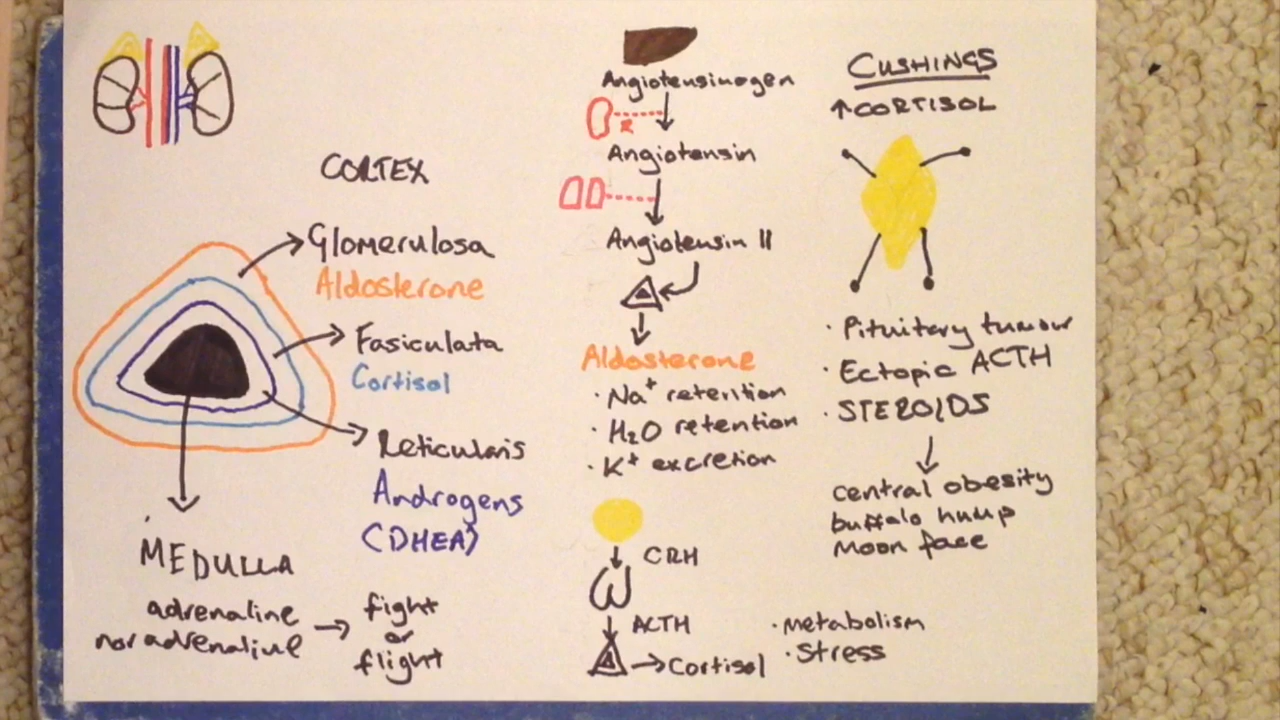 CORTEX
Glomerulosa
Aldosterone
Fasiculata
Cortisol
Reticularis
Androgens
(DHEA)
MEDULLA
adrenaline
noradrenaline
fight
or
flight
Angiotensinogen
R
Angiotensin
Angiotensin II
Aldosterone
· Na+ retention
· H2O retention
· K+ excretion
CRH
ACTH
Cortisol
· metabolism
· Stress
CUSHINGS
↑CORTISOL
· Pituitary tumour
· Ectopic ACTH
· STEROIDS
central obesity
buffalo hump
Moon face